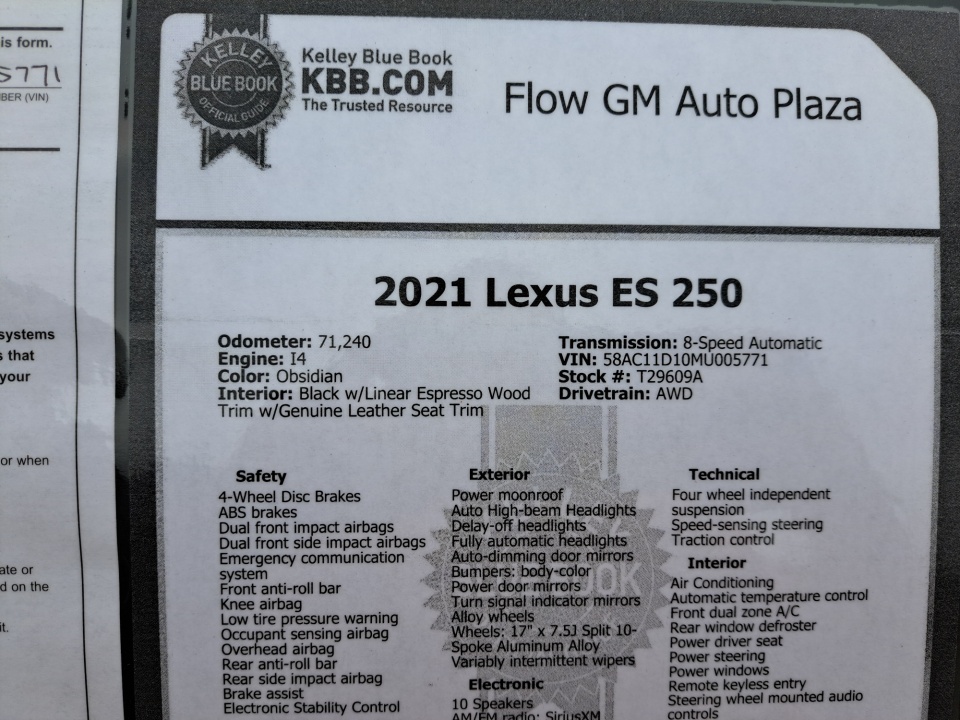 is form.
5771
BER (VIN)
systems
s that
your
or when
ate or
d on the
it.
KELLEY
BLUE BOOK
OFFICIAL GUIDE
Kelley Blue Book
KBB.COM
The Trusted Resource
Flow GM Auto Plaza
2021 Lexus ES 250
Odometer: 71,240
Engine: I4
Color: Obsidian
Interior: Black w/Linear Espresso Wood
Trim w/Genuine Leather Seat Trim
Transmission: 8-Speed Automatic
VIN: 58AC11D10MU005771
Stock #: T29609A
Drivetrain: AWD
Safety
4-Wheel Disc Brakes
ABS brakes
Dual front impact airbags
Dual front side impact airbags
Emergency communication
system
Front anti-roll bar
Knee airbag
Low tire pressure warning
Occupant sensing airbag
Overhead airbag
Rear anti-roll bar
Rear side impact airbag
Brake assist
Electronic Stability Control
Exterior
Power moonroof
Auto High-beam Headlights
Delay-off headlights
Fully automatic headlights
Auto-dimming door mirrors
Bumpers: body-color
Power door mirrors
Turn signal indicator mirrors
Alloy wheels
Wheels: 17" x 7.5J Split 10-
Spoke Aluminum Alloy
Variably intermittent wipers
Electronic
10 Speakers
AM/FM radio: SiriusXM
Technical
Four wheel independent
suspension
Speed-sensing steering
Traction control
Interior
Air Conditioning
Automatic temperature control
Front dual zone A/C
Rear window defroster
Power driver seat
Power steering
Power windows
Remote keyless entry
Steering wheel mounted audio
controls